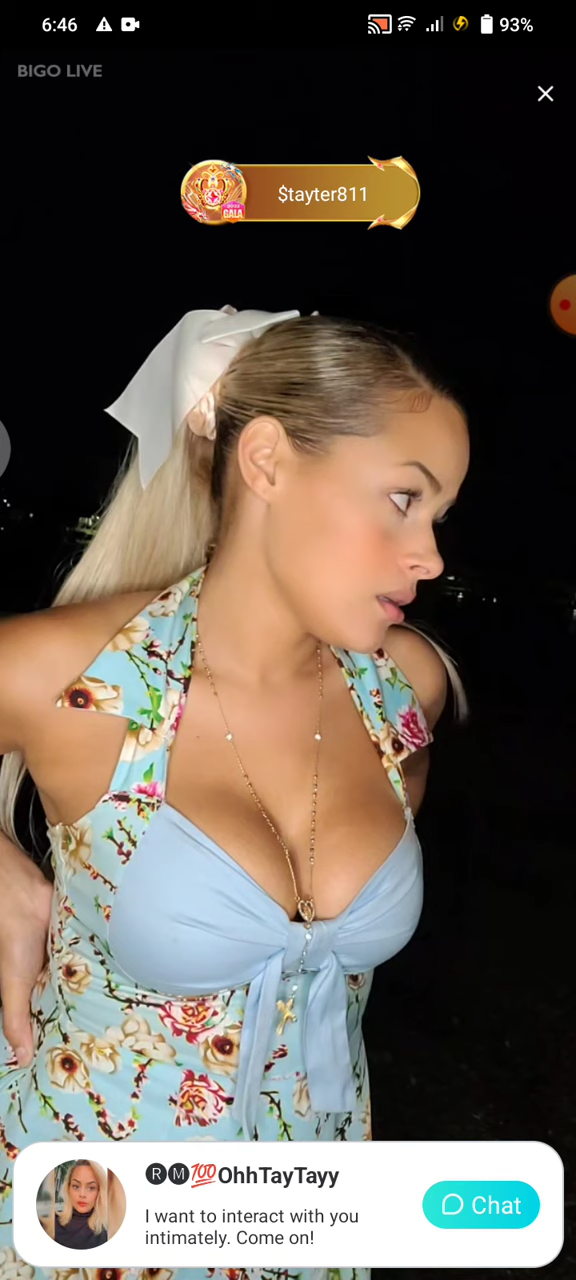 6:46
93%
BIGO LIVE
$tayter811
GALA
🅡🅜💯OhhTayTayy
I want to interact with you
intimately. Come on!
Chat